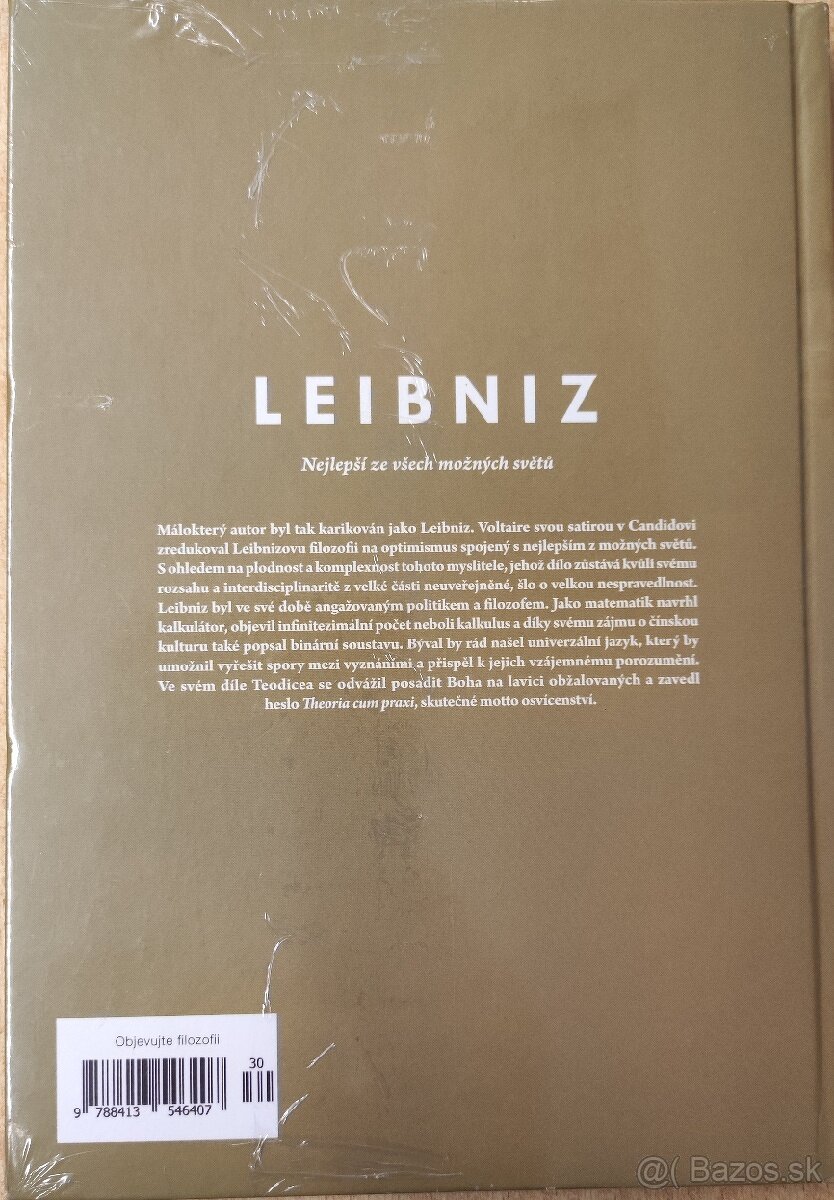 LEIBNIZ
Nejlepší ze všech možných světů
Málokterý autor byl tak karikován jako Leibniz. Voltaire svou satirou v Candidovi
zredukoval Leibnizovu filozofii na optimismus spojený s nejlepším z možných světů.
S ohledem na plodnost a komplexnost tohoto myslitele, jehož dílo zůstává kvůli svému
rozsahu a interdisciplinaritě z velké části neuveřejněné, šlo o velkou nespravedlnost.
Leibniz byl ve své době angažovaným politikem a filozofem. Jako matematik navrhl
kalkulátor, objevil infinitezimální počet neboli kalkulus a díky svému zájmu o čínskou
kulturu také popsal binární soustavu. Býval by rád našel univerzální jazyk, který by
umožnil vyřešit spory mezi vyznáními a přispěl k jejich vzájemnému porozumění.
Ve svém díle Teodicea se odvážil posadit Boha na lavici obžalovaných a zavedl
heslo Theoria cum praxi, skutečné motto osvícenství.
Objevujte filozofii
30
9 788413 546407
@( Bazos.sk